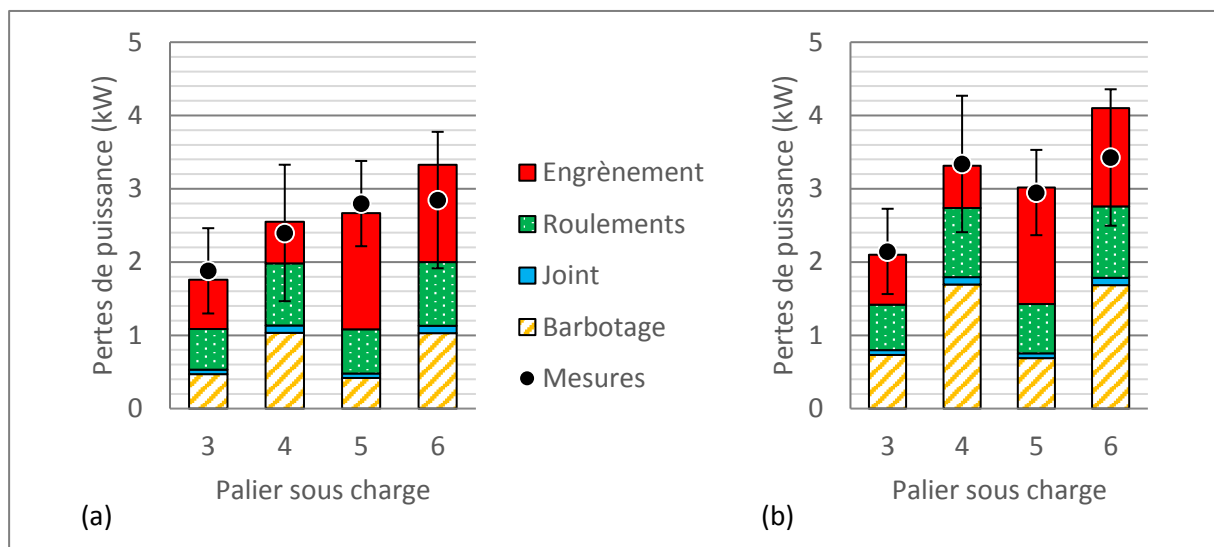 Pertes de puissance (kW)
5
4
3
2
1
0
3 4 5 6
Palier sous charge
(a)
Engrènement
Roulements
Joint
Barbotage
Mesures
Pertes de puissance (kW)
5
4
3
2
1
0
3 4 5 6
Palier sous charge
(b)